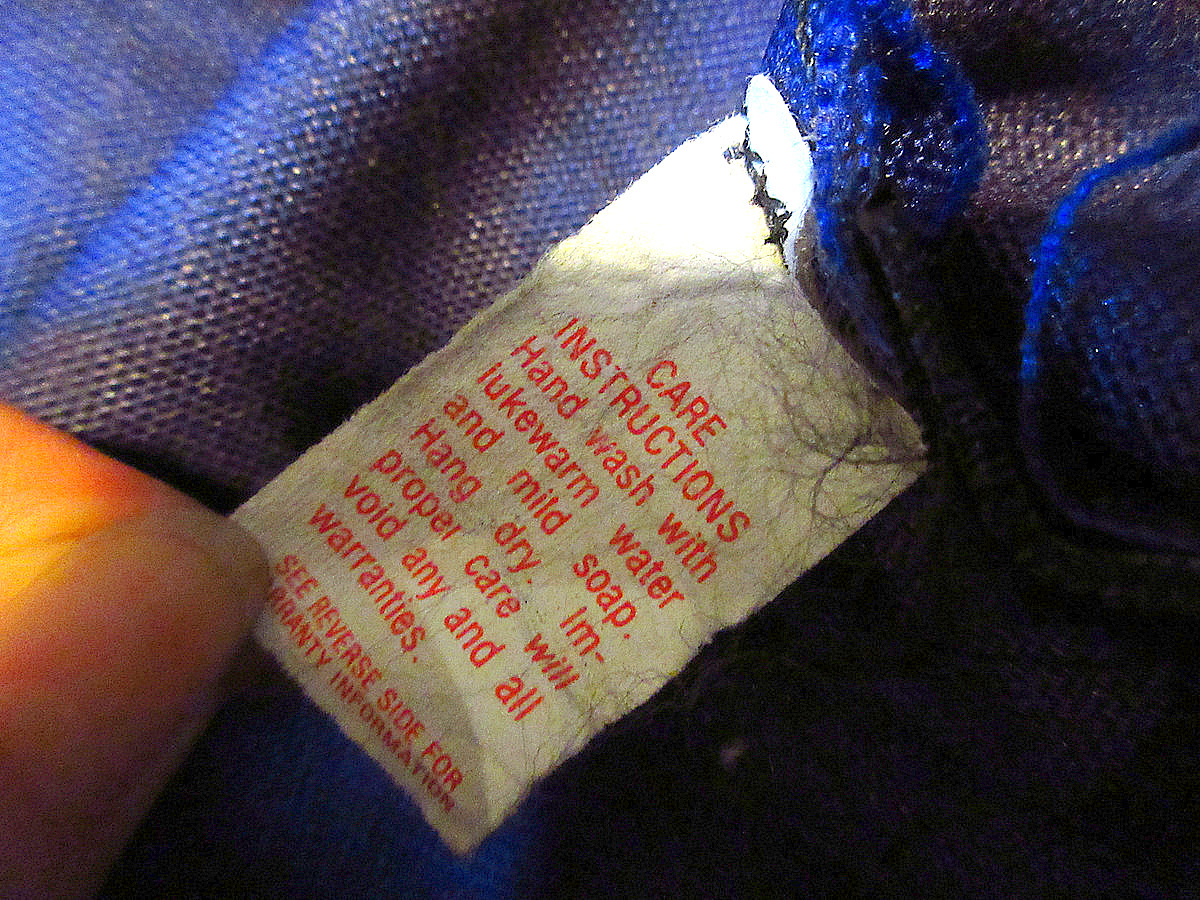 CARE
INSTRUCTIONS
Hand wash with
lukewarm water
and mild soap.
Hang dry. Im-
proper care will
void any and all
warranties.
SEE REVERSE SIDE FOR
RRANTY INFORMATION